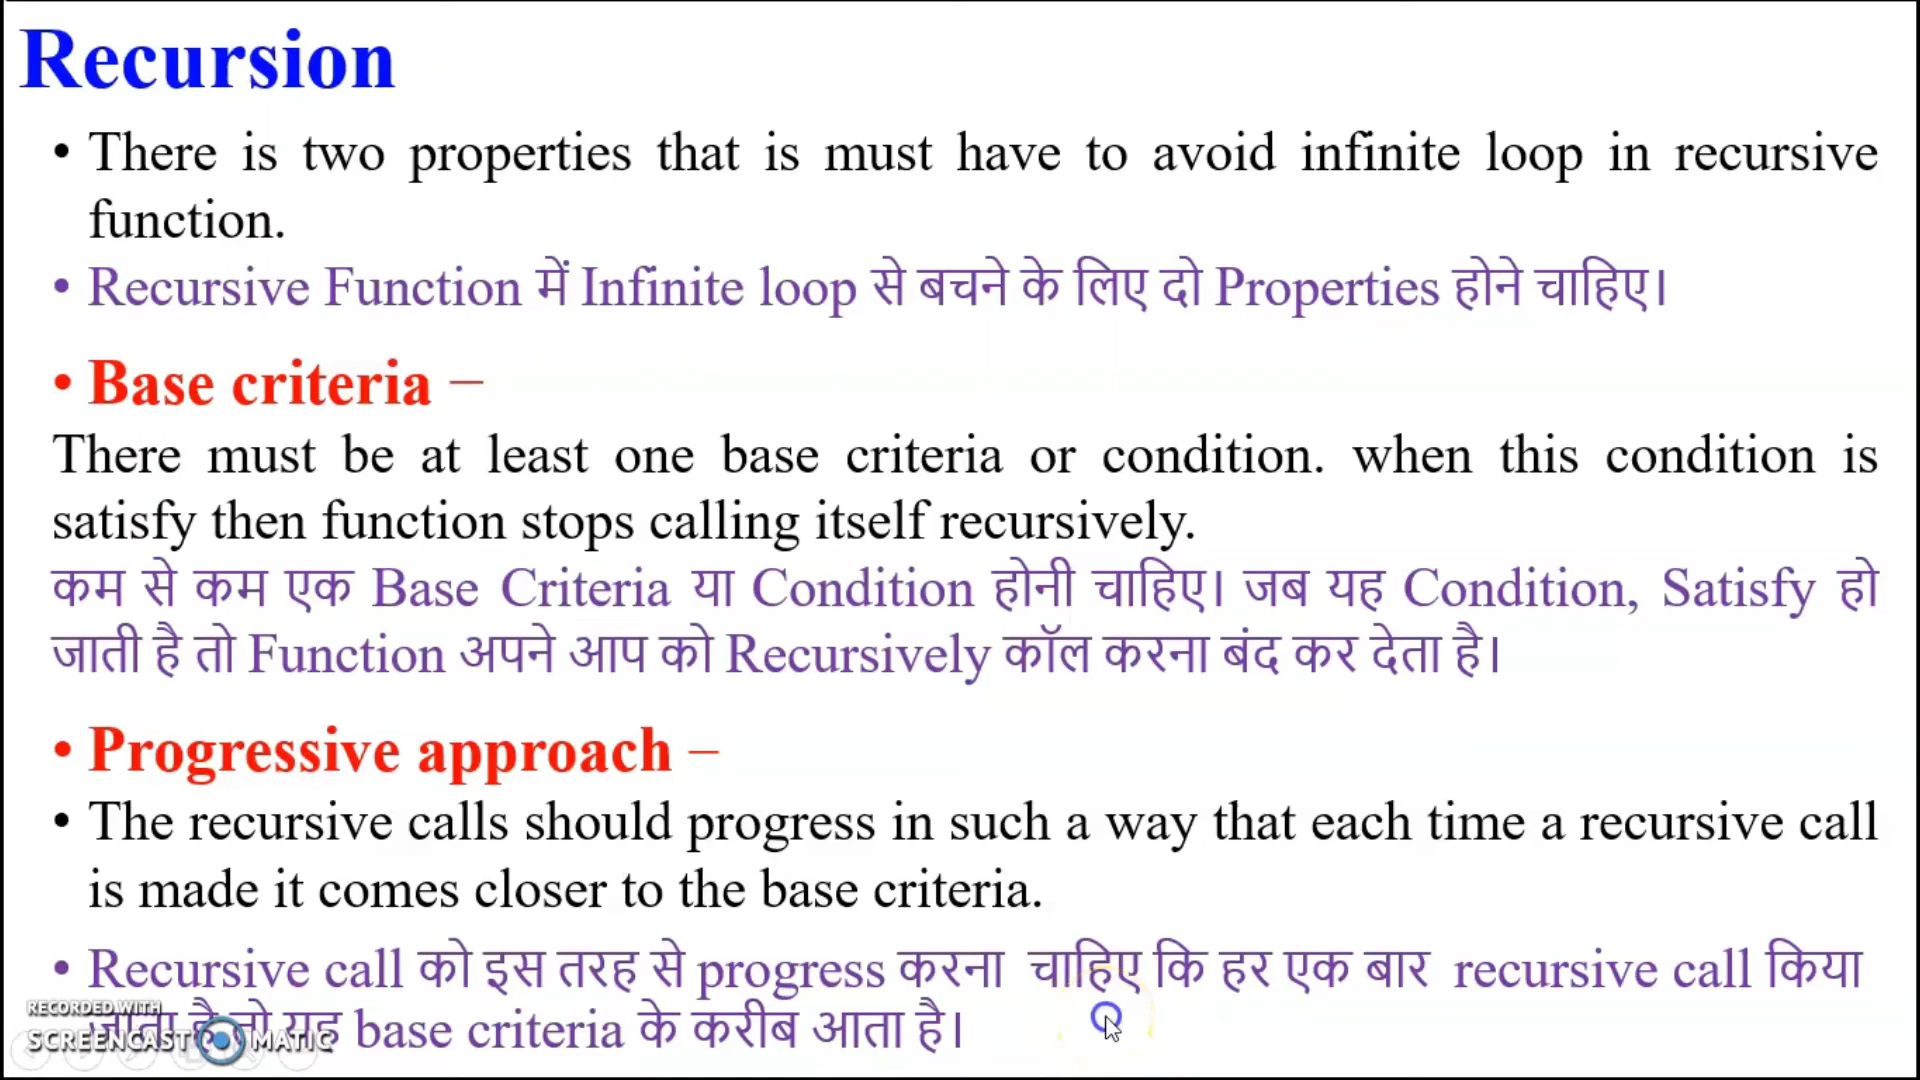 Recursion
• There is two properties that is must have to avoid infinite loop in recursive
function.
• Recursive Function में Infinite loop से बचने के लिए दो Properties होने चाहिए।
• Base criteria –
There must be at least one base criteria or condition. when this condition is
satisfy then function stops calling itself recursively.
कम से कम एक Base Criteria या Condition होनी चाहिए। जब यह Condition, Satisfy हो
जाती है तो Function अपने आप को Recursively कॉल करना बंद कर देता है।
• Progressive approach –
• The recursive calls should progress in such a way that each time a recursive call
is made it comes closer to the base criteria.
• Recursive call को इस तरह से progress करना चाहिए कि हर एक बार recursive call किया
जाता है तो यह base criteria के करीब आता है।
RECORDED WITH
SCREENCAST MATIC